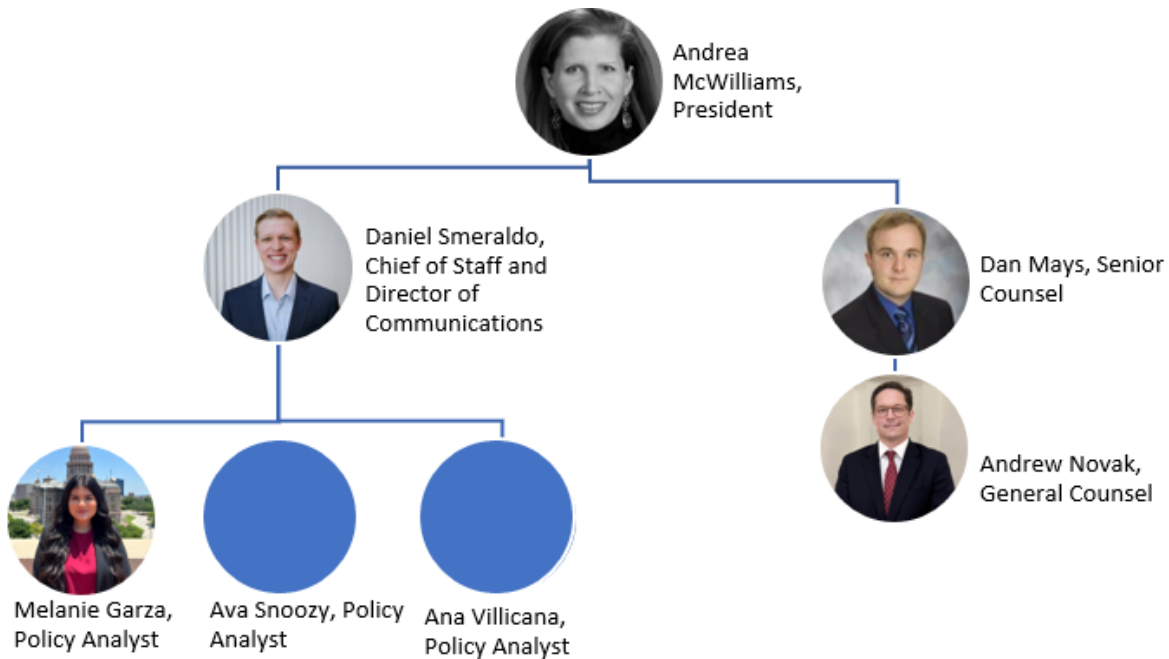 Andrea
McWilliams,
President
Daniel Smeraldo,
Chief of Staff and
Director of
Communications
Dan Mays, Senior
Counsel
Andrew Novak,
General Counsel
Melanie Garza,
Policy Analyst
Ava Snoozy, Policy
Analyst
Ana Villicana,
Policy Analyst